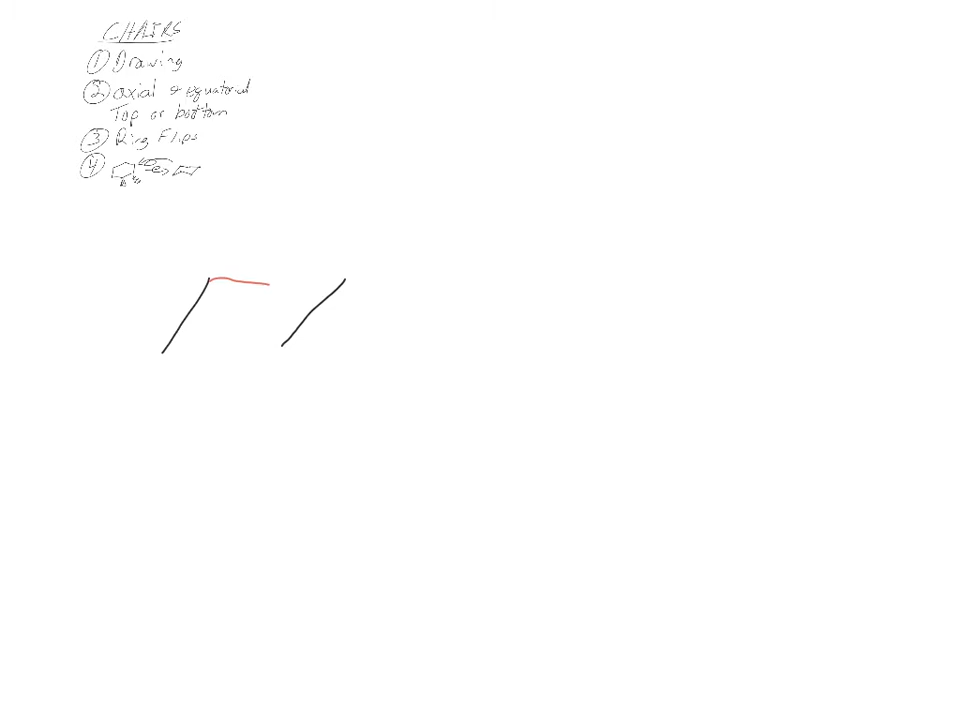 CHAIRS
① Drawing
② axial & equatorial
Top or bottom
③ Ring Flips
④